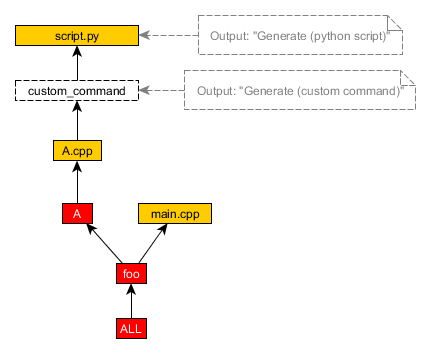 script.py
Output: "Generate (python script)"
custom_command
Output: "Generate (custom command)"
A.cpp
A
main.cpp
foo
ALL